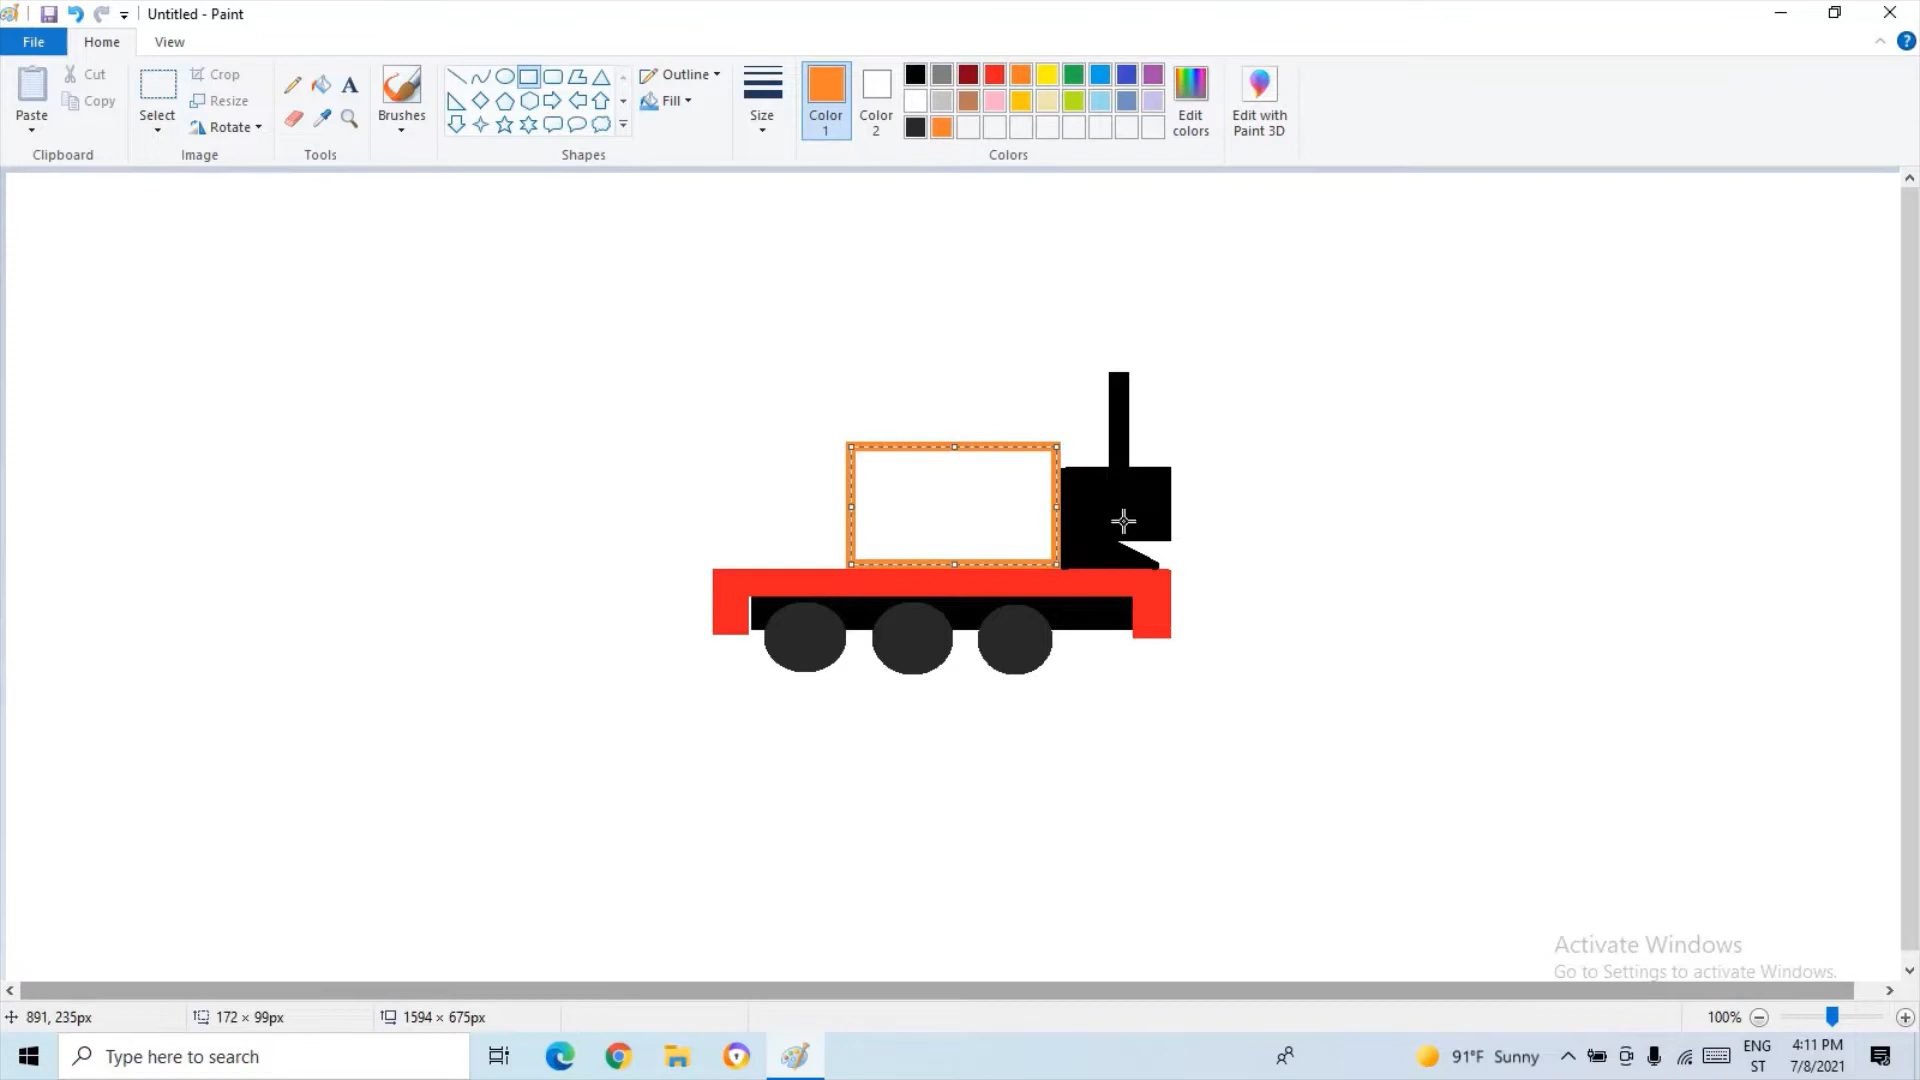 Untitled - Paint
File Home View
Paste
Cut
Copy
Clipboard
Select
Crop
Resize
Rotate
Image
A
Tools
Brushes
Outline
Fill
Shapes
Size
Color 1
Color 2
Edit colors
Colors
Edit with Paint 3D
Activate Windows
Go to Settings to activate Windows.
891, 235px
172 × 99px
1594 × 675px
100%
Type here to search
91°F Sunny
ENG
ST
4:11 PM
7/8/2021